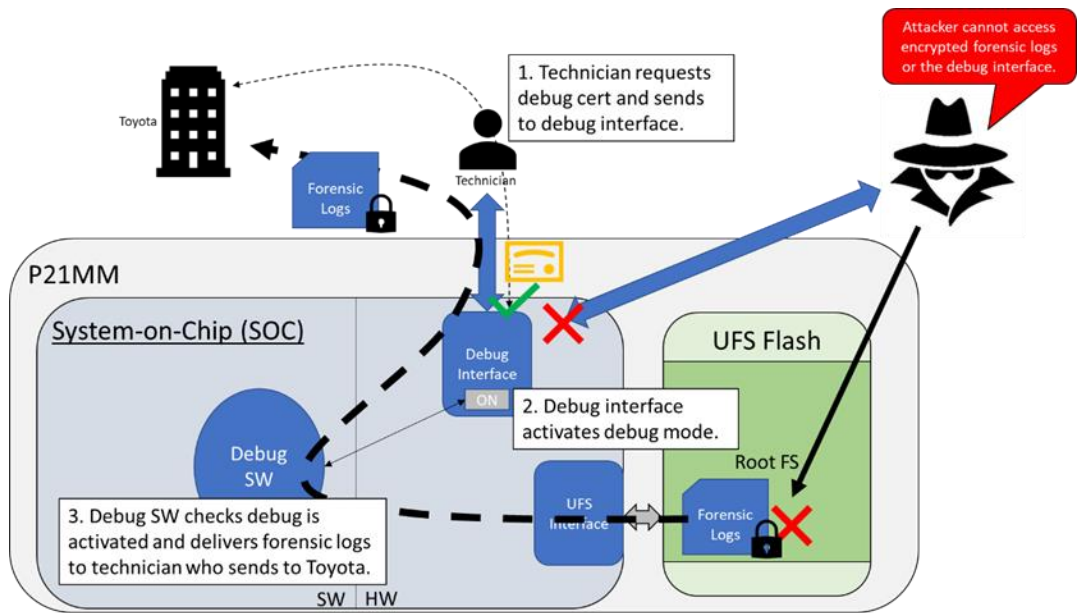 Attacker cannot access
encrypted forensic logs
or the debug interface.
Toyota
1. Technician requests
debug cert and sends
to debug interface.
Technician
Forensic
Logs
P21MM
System-on-Chip (SOC)
UFS Flash
Debug
Interface
ON
2. Debug interface
activates debug mode.
Debug
SW
Root FS
UFS
Interface
Forensic
Logs
3. Debug SW checks debug is
activated and delivers forensic logs
to technician who sends to Toyota.
SW HW